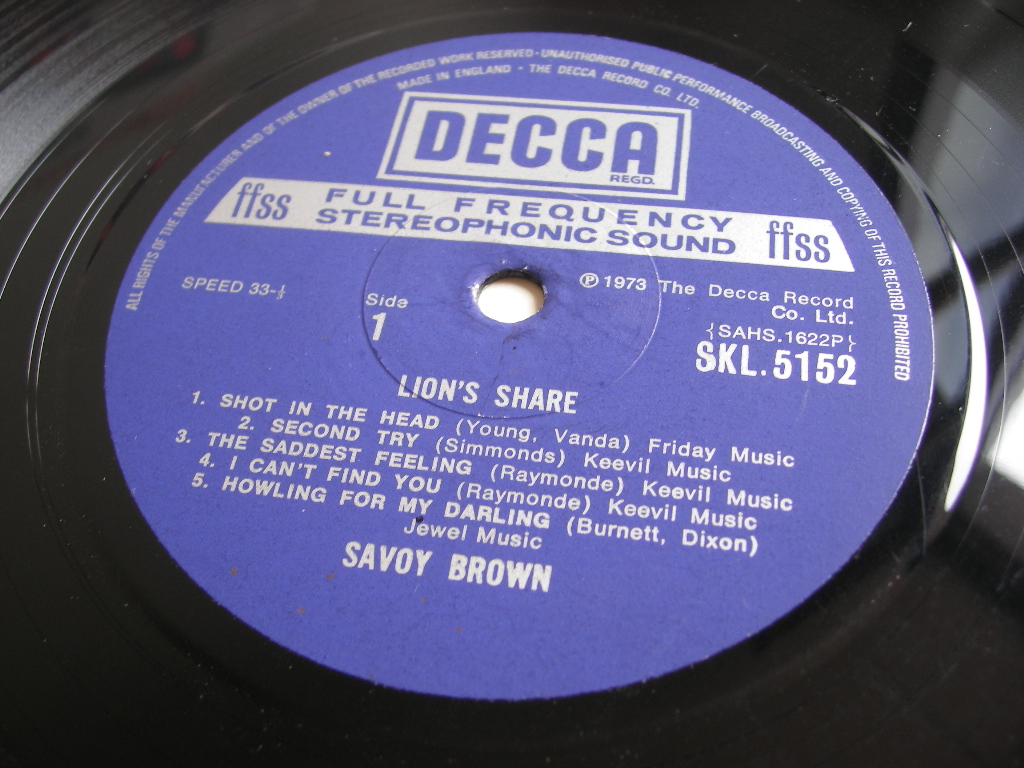 ALL RIGHTS OF THE MANUFACTURER AND OF THE OWNER OF THE RECORDED WORK RESERVED · UNAUTHORISED PUBLIC PERFORMANCE BROADCASTING AND COPYING OF THIS RECORD PROHIBITED
MADE IN ENGLAND · THE DECCA RECORD CO. LTD.
DECCA
REGD.
ffss FULL FREQUENCY STEREOPHONIC SOUND ffss
SPEED 33-⅓
Side
1
℗ 1973 The Decca Record
Co. Ltd.
{SAHS.1622P}
SKL.5152
LION'S SHARE
1. SHOT IN THE HEAD (Young, Vanda) Friday Music
2. SECOND TRY (Simmonds) Keevil Music
3. THE SADDEST FEELING (Raymonde) Keevil Music
4. I CAN'T FIND YOU (Raymonde) Keevil Music
5. HOWLING FOR MY DARLING (Burnett, Dixon)
Jewel Music
SAVOY BROWN